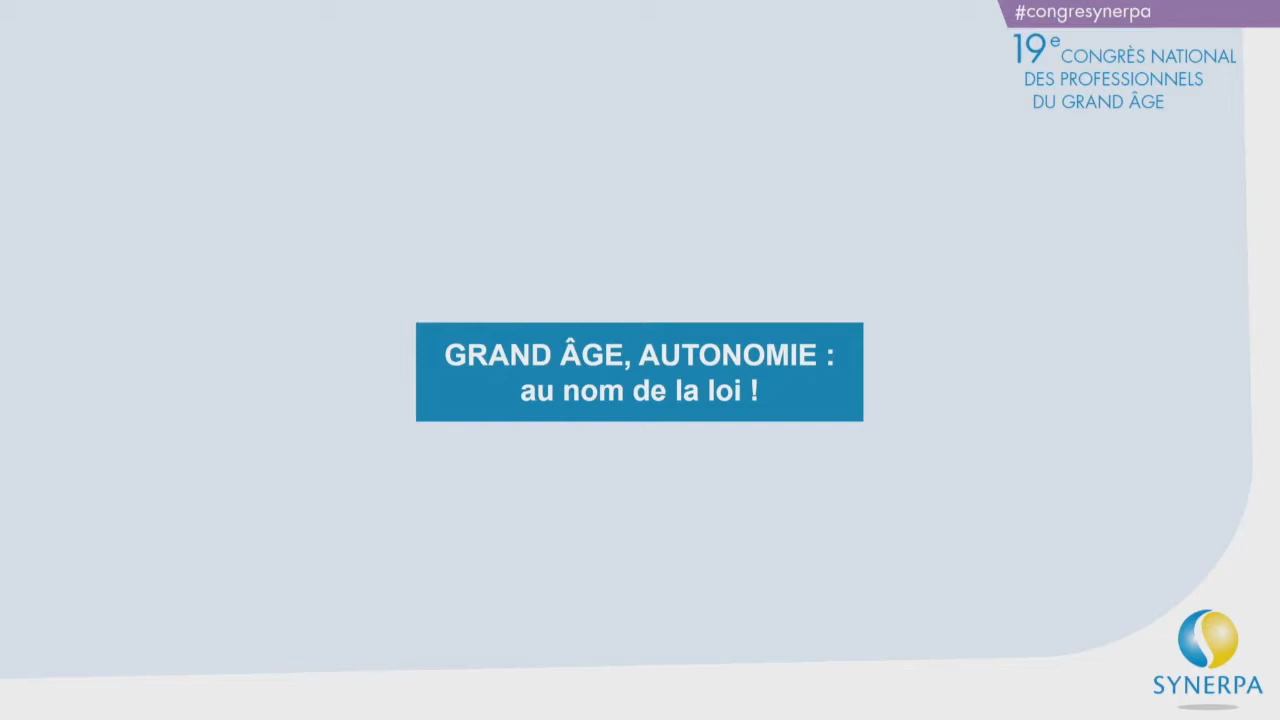 #congresynerpa
19e CONGRÈS NATIONAL
DES PROFESSIONNELS
DU GRAND ÂGE
GRAND ÂGE, AUTONOMIE :
au nom de la loi !
SYNERPA